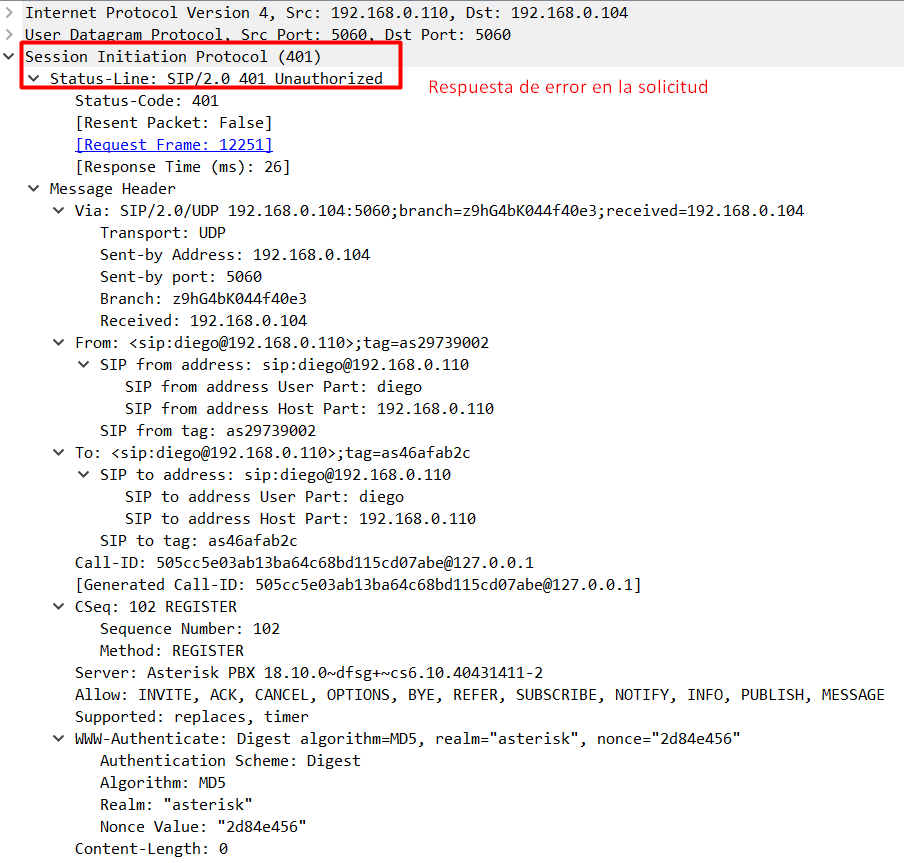 Internet Protocol Version 4, Src: 192.168.0.110, Dst: 192.168.0.104
User Datagram Protocol, Src Port: 5060, Dst Port: 5060
Session Initiation Protocol (401)
Status-Line: SIP/2.0 401 Unauthorized
Respuesta de error en la solicitud
Status-Code: 401
[Resent Packet: False]
[Request Frame: 12251]
[Response Time (ms): 26]
Message Header
Via: SIP/2.0/UDP 192.168.0.104:5060;branch=z9hG4bK044f40e3;received=192.168.0.104
Transport: UDP
Sent-by Address: 192.168.0.104
Sent-by port: 5060
Branch: z9hG4bK044f40e3
Received: 192.168.0.104
From: <sip:diego@192.168.0.110>;tag=as29739002
SIP from address: sip:diego@192.168.0.110
SIP from address User Part: diego
SIP from address Host Part: 192.168.0.110
SIP from tag: as29739002
To: <sip:diego@192.168.0.110>;tag=as46afab2c
SIP to address: sip:diego@192.168.0.110
SIP to address User Part: diego
SIP to address Host Part: 192.168.0.110
SIP to tag: as46afab2c
Call-ID: 505cc5e03ab13ba64c68bd115cd07abe@127.0.0.1
[Generated Call-ID: 505cc5e03ab13ba64c68bd115cd07abe@127.0.0.1]
CSeq: 102 REGISTER
Sequence Number: 102
Method: REGISTER
Server: Asterisk PBX 18.10.0~dfsg+~cs6.10.40431411-2
Allow: INVITE, ACK, CANCEL, OPTIONS, BYE, REFER, SUBSCRIBE, NOTIFY, INFO, PUBLISH, MESSAGE
Supported: replaces, timer
WWW-Authenticate: Digest algorithm=MD5, realm="asterisk", nonce="2d84e456"
Authentication Scheme: Digest
Algorithm: MD5
Realm: "asterisk"
Nonce Value: "2d84e456"
Content-Length: 0